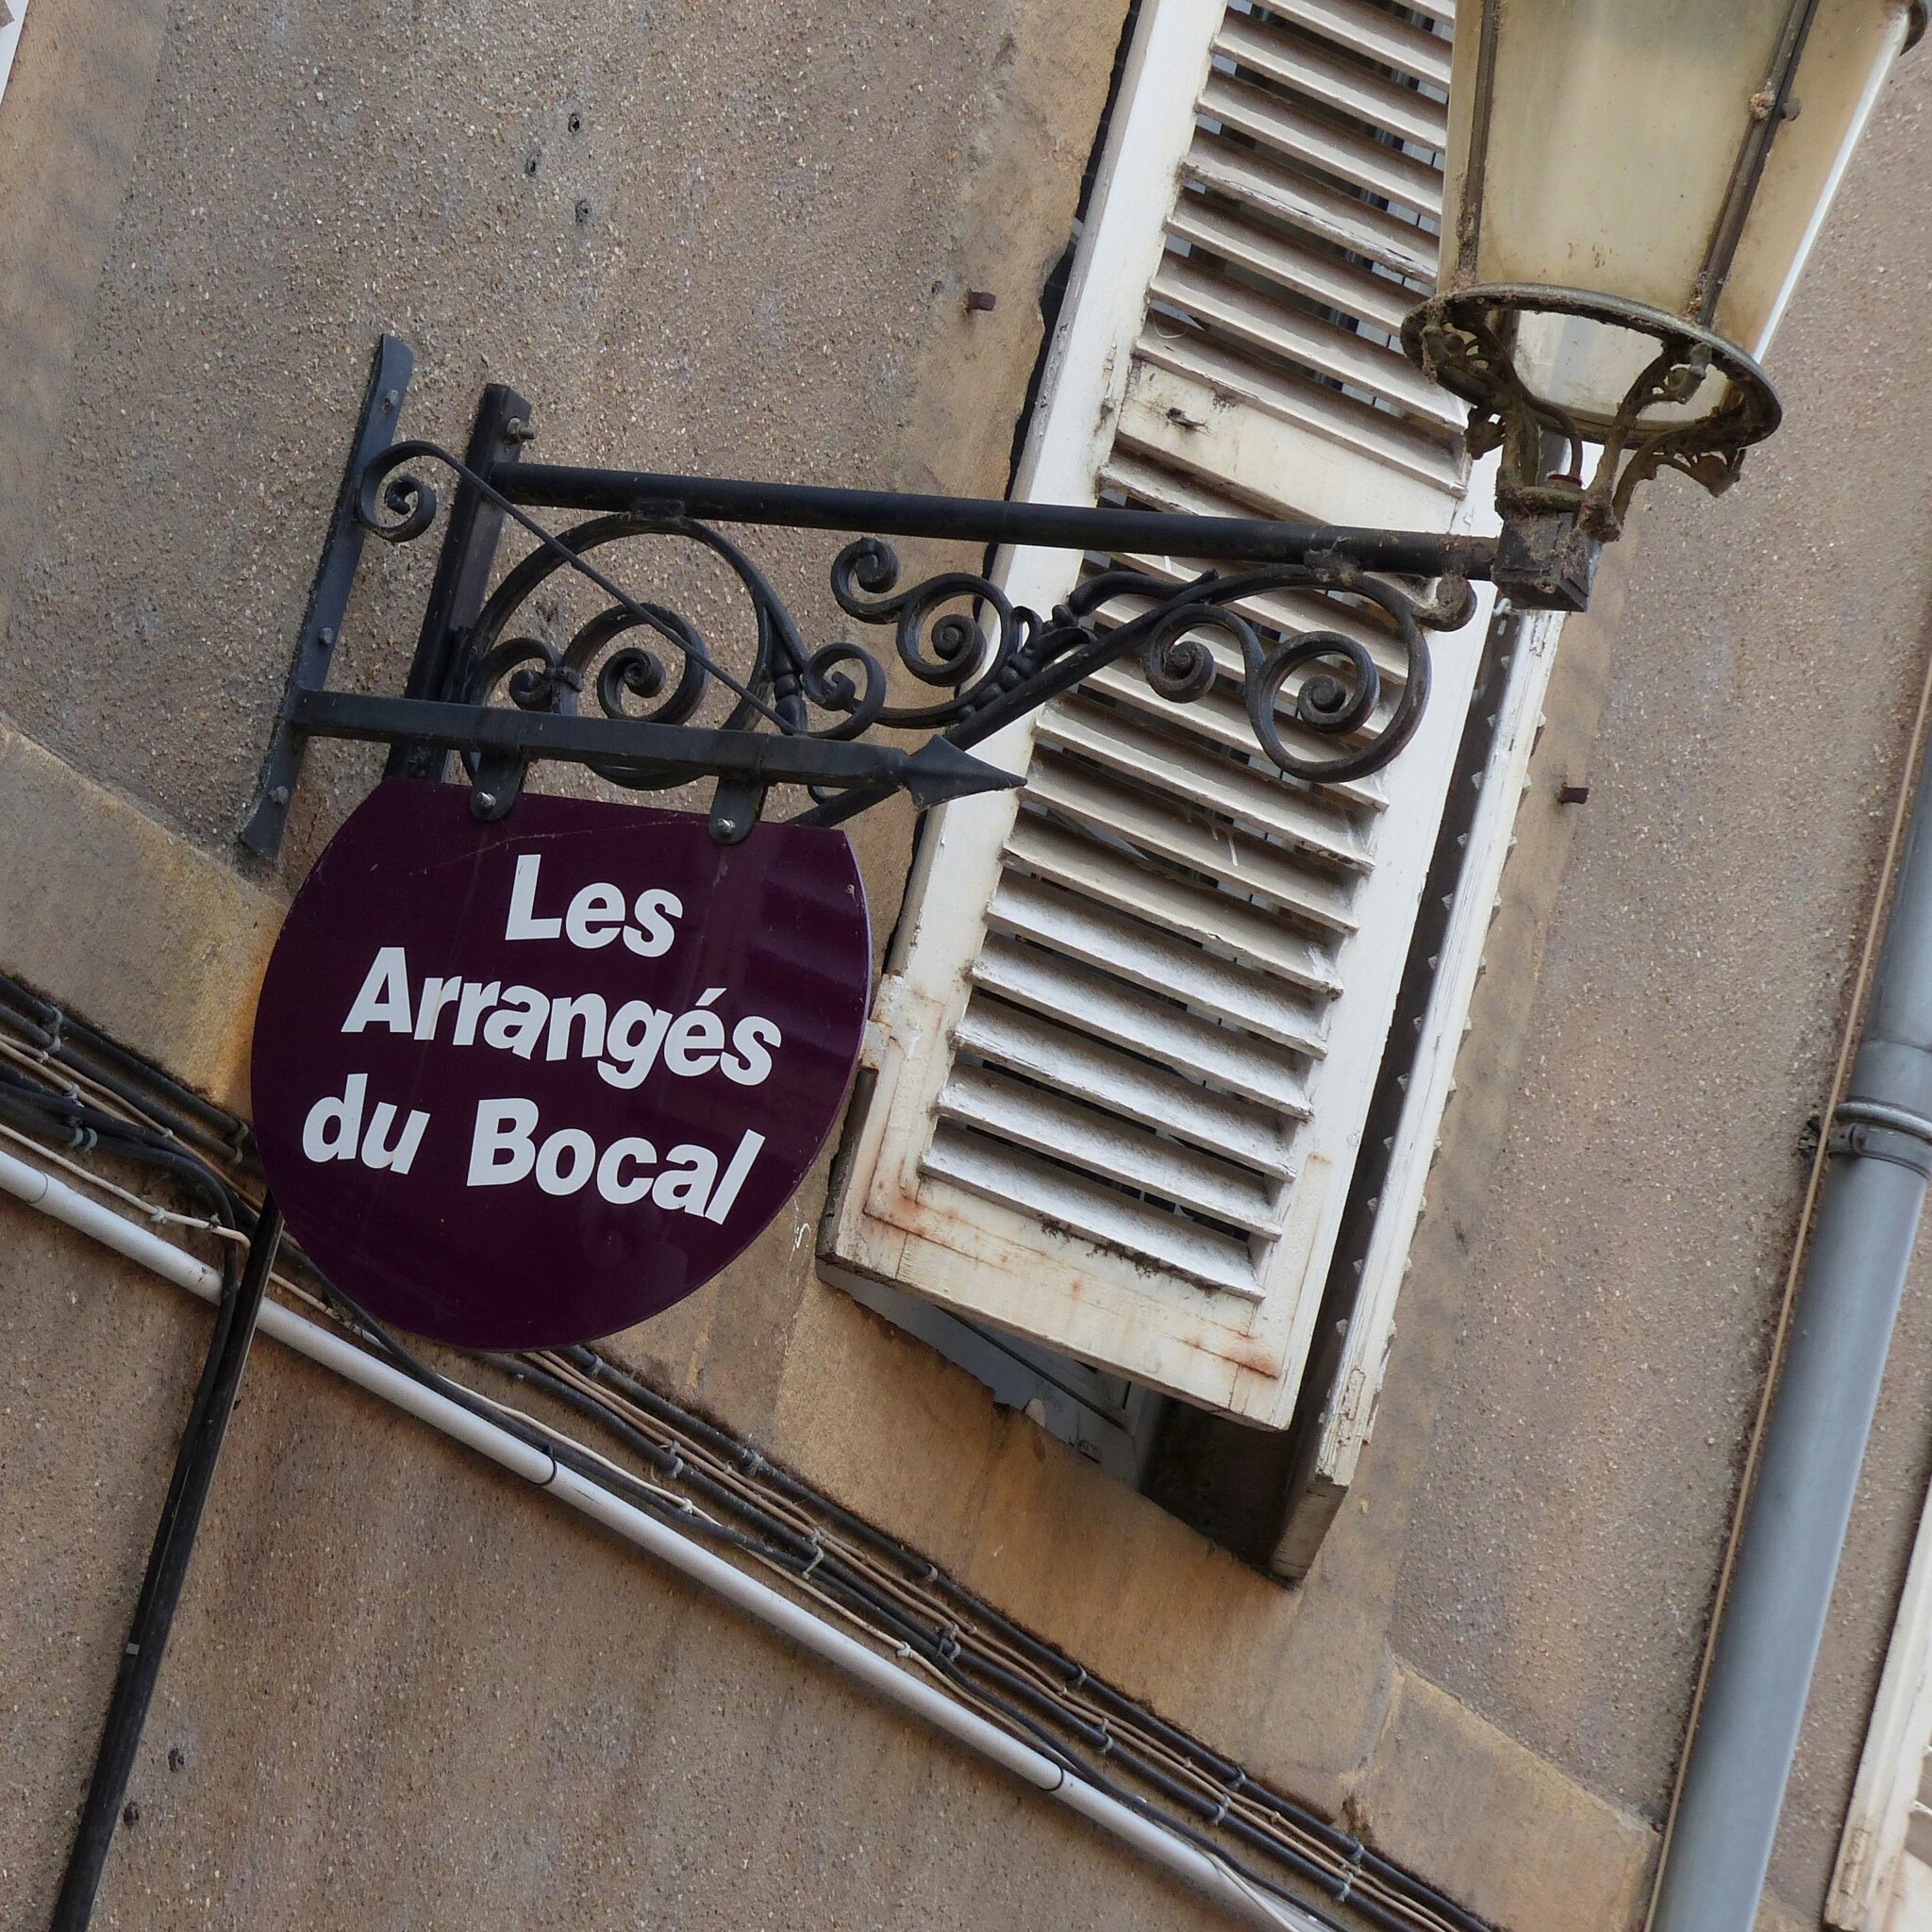 Les
Arrangés
du Bocal